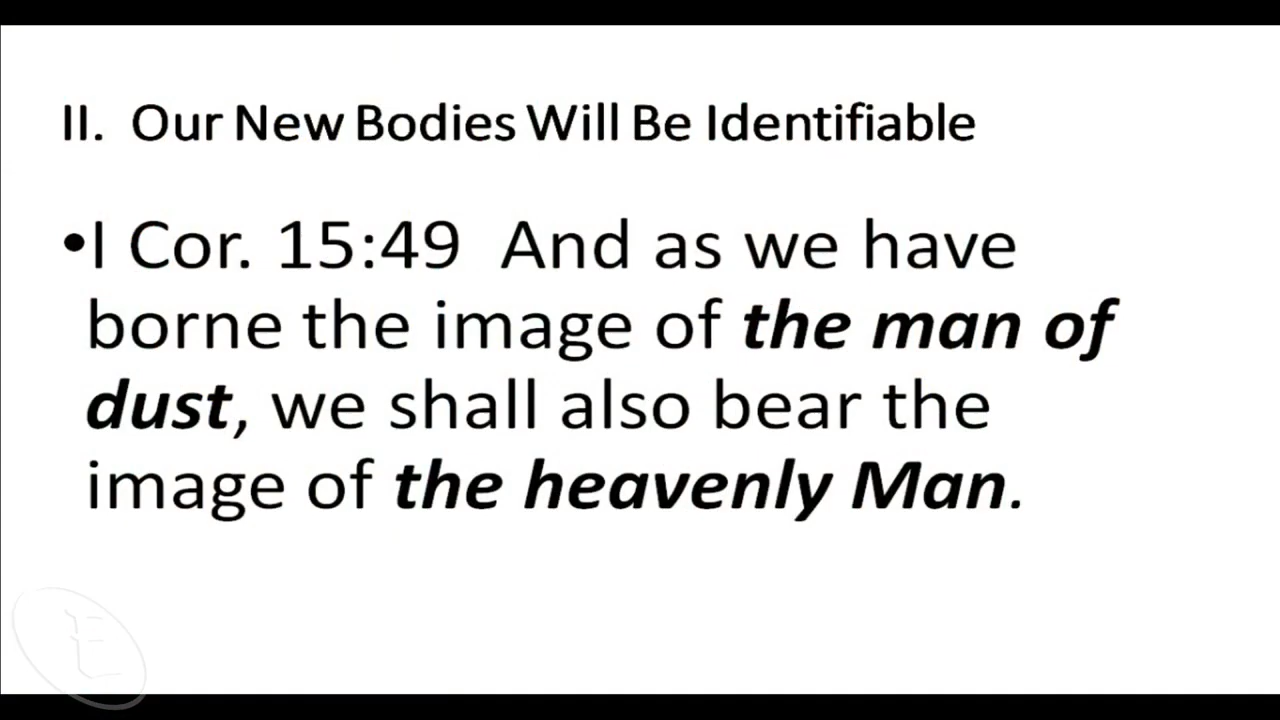 II. Our New Bodies Will Be Identifiable
•I Cor. 15:49 And as we have
borne the image of the man of
dust, we shall also bear the
image of the heavenly Man.